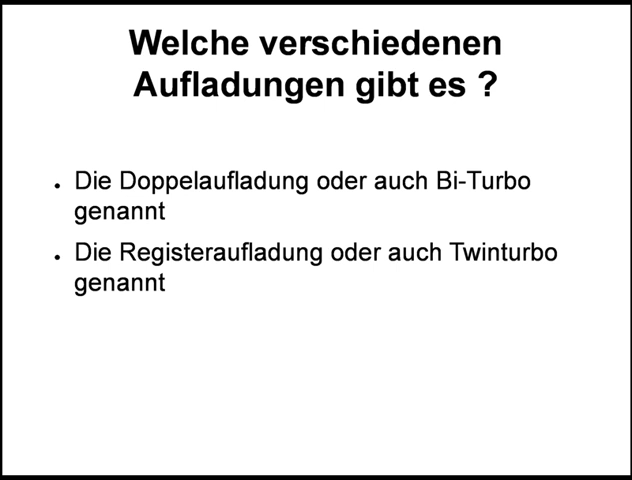 Welche verschiedenen
Aufladungen gibt es ?
• Die Doppelaufladung oder auch Bi-Turbo
genannt
• Die Registeraufladung oder auch Twinturbo
genannt